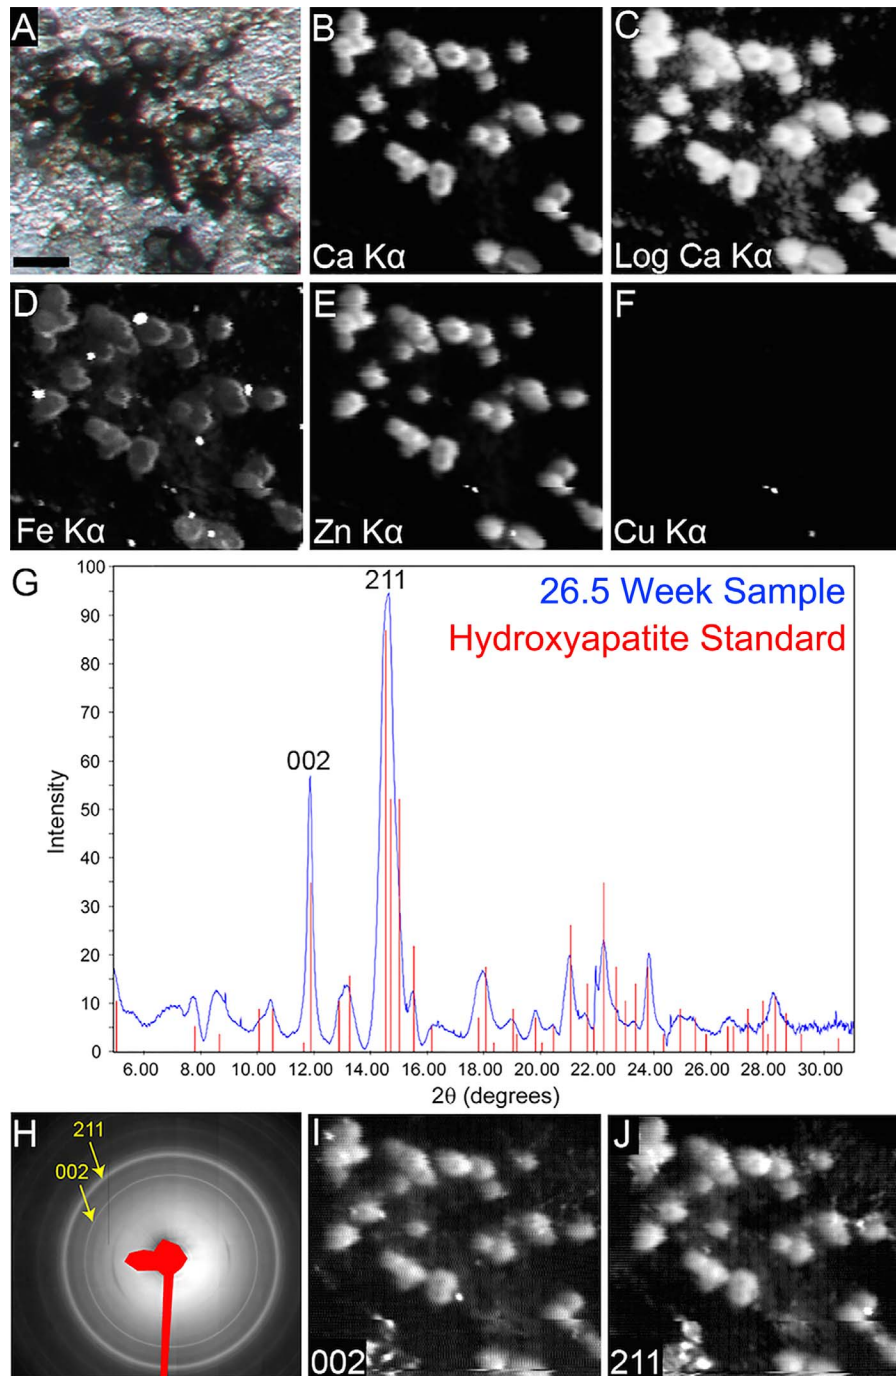 A
B
C
Ca Kα
Log Ca Kα
D
E
F
Fe Kα
Zn Kα
Cu Kα
G
211
26.5 Week Sample
Hydroxyapatite Standard
002
100
90
80
70
60
50
40
30
20
10
0
Intensity
6.00 8.00 10.00 12.00 14.00 16.00 18.00 20.00 22.00 24.00 26.00 28.00 30.00
2θ (degrees)
H
I
J
211
002
002
211